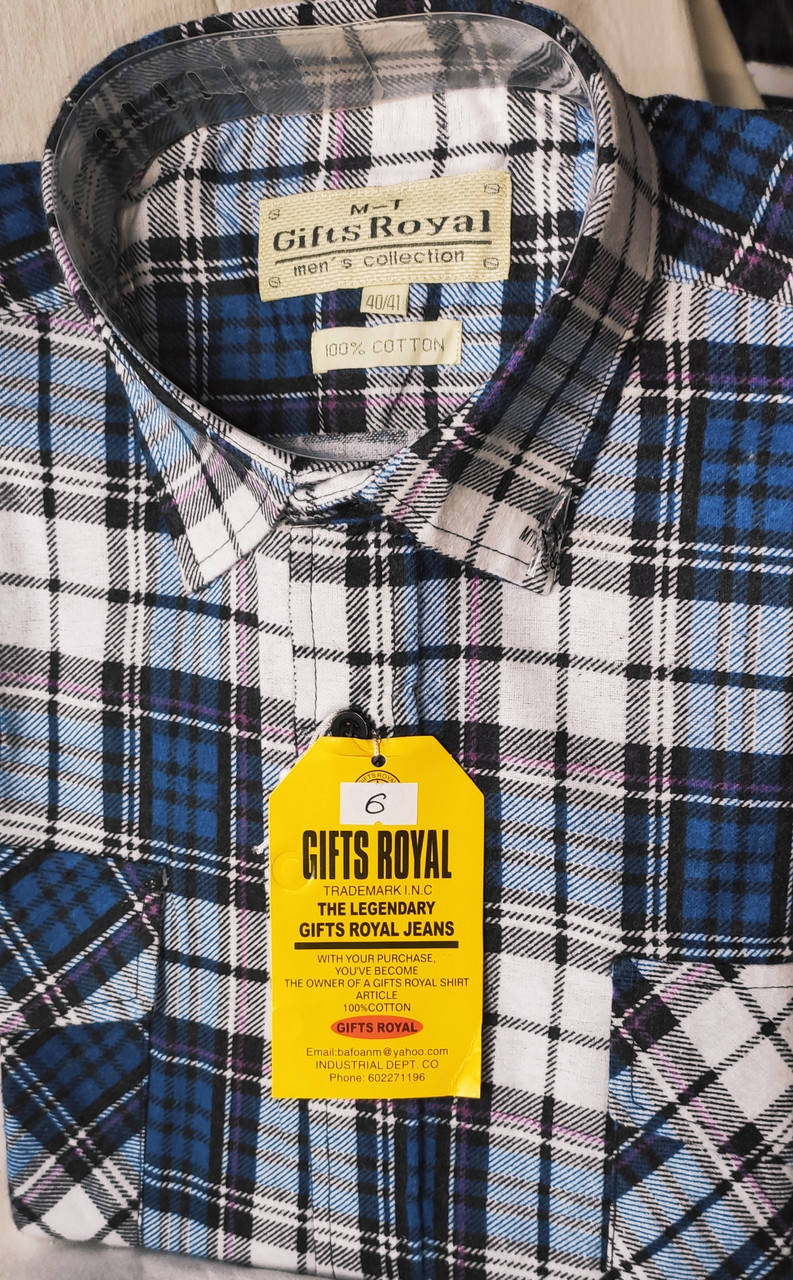 M-T
Gifts Royal
men's collection
40/41
100% COTTON
GIFTS ROYAL
6
GIFTS ROYAL
TRADEMARK I.N.C
THE LEGENDARY
GIFTS ROYAL JEANS
WITH YOUR PURCHASE,
YOU'VE BECOME
THE OWNER OF A GIFTS ROYAL SHIRT
ARTICLE
100%COTTON
GIFTS ROYAL
Email:bafoanm@yahoo.com
INDUSTRIAL DEPT. CO
Phone: 602271196